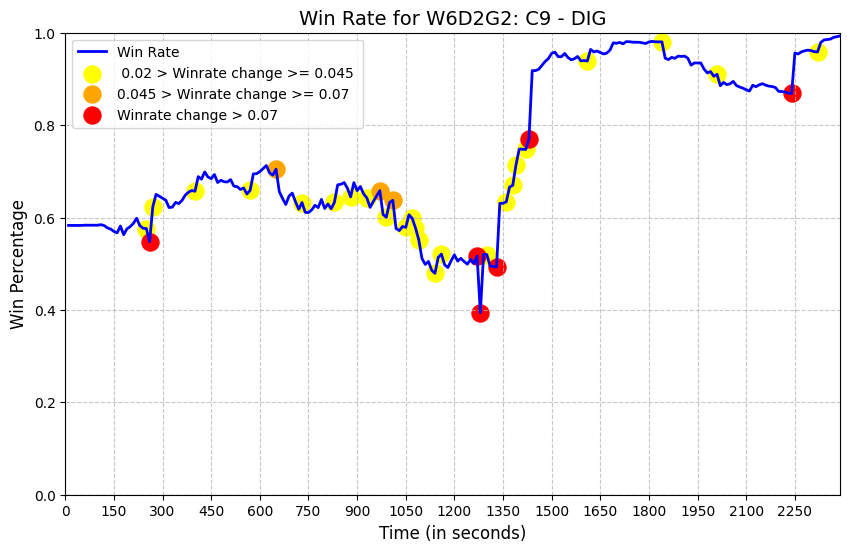 Win Rate for W6D2G2: C9 - DIG
Win Rate
0.02 > Winrate change >= 0.045
0.045 > Winrate change >= 0.07
Winrate change > 0.07
Win Percentage
1.0
0.8
0.6
0.4
0.2
0.0
0 150 300 450 600 750 900 1050 1200 1350 1500 1650 1800 1950 2100 2250
Time (in seconds)